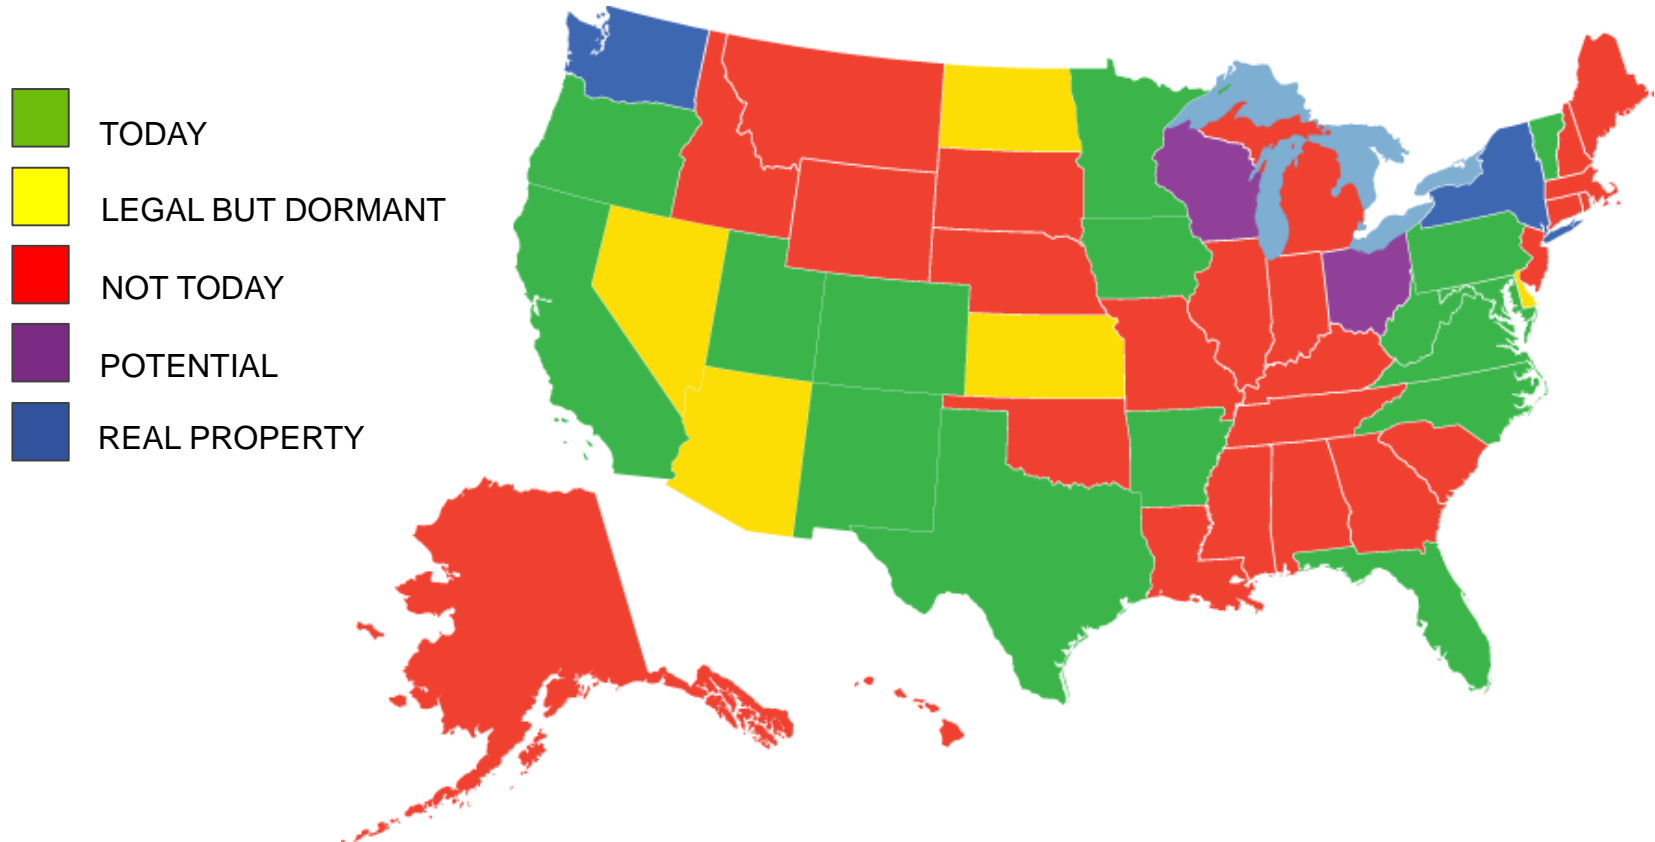 TODAY
LEGAL BUT DORMANT
NOT TODAY
POTENTIAL
REAL PROPERTY